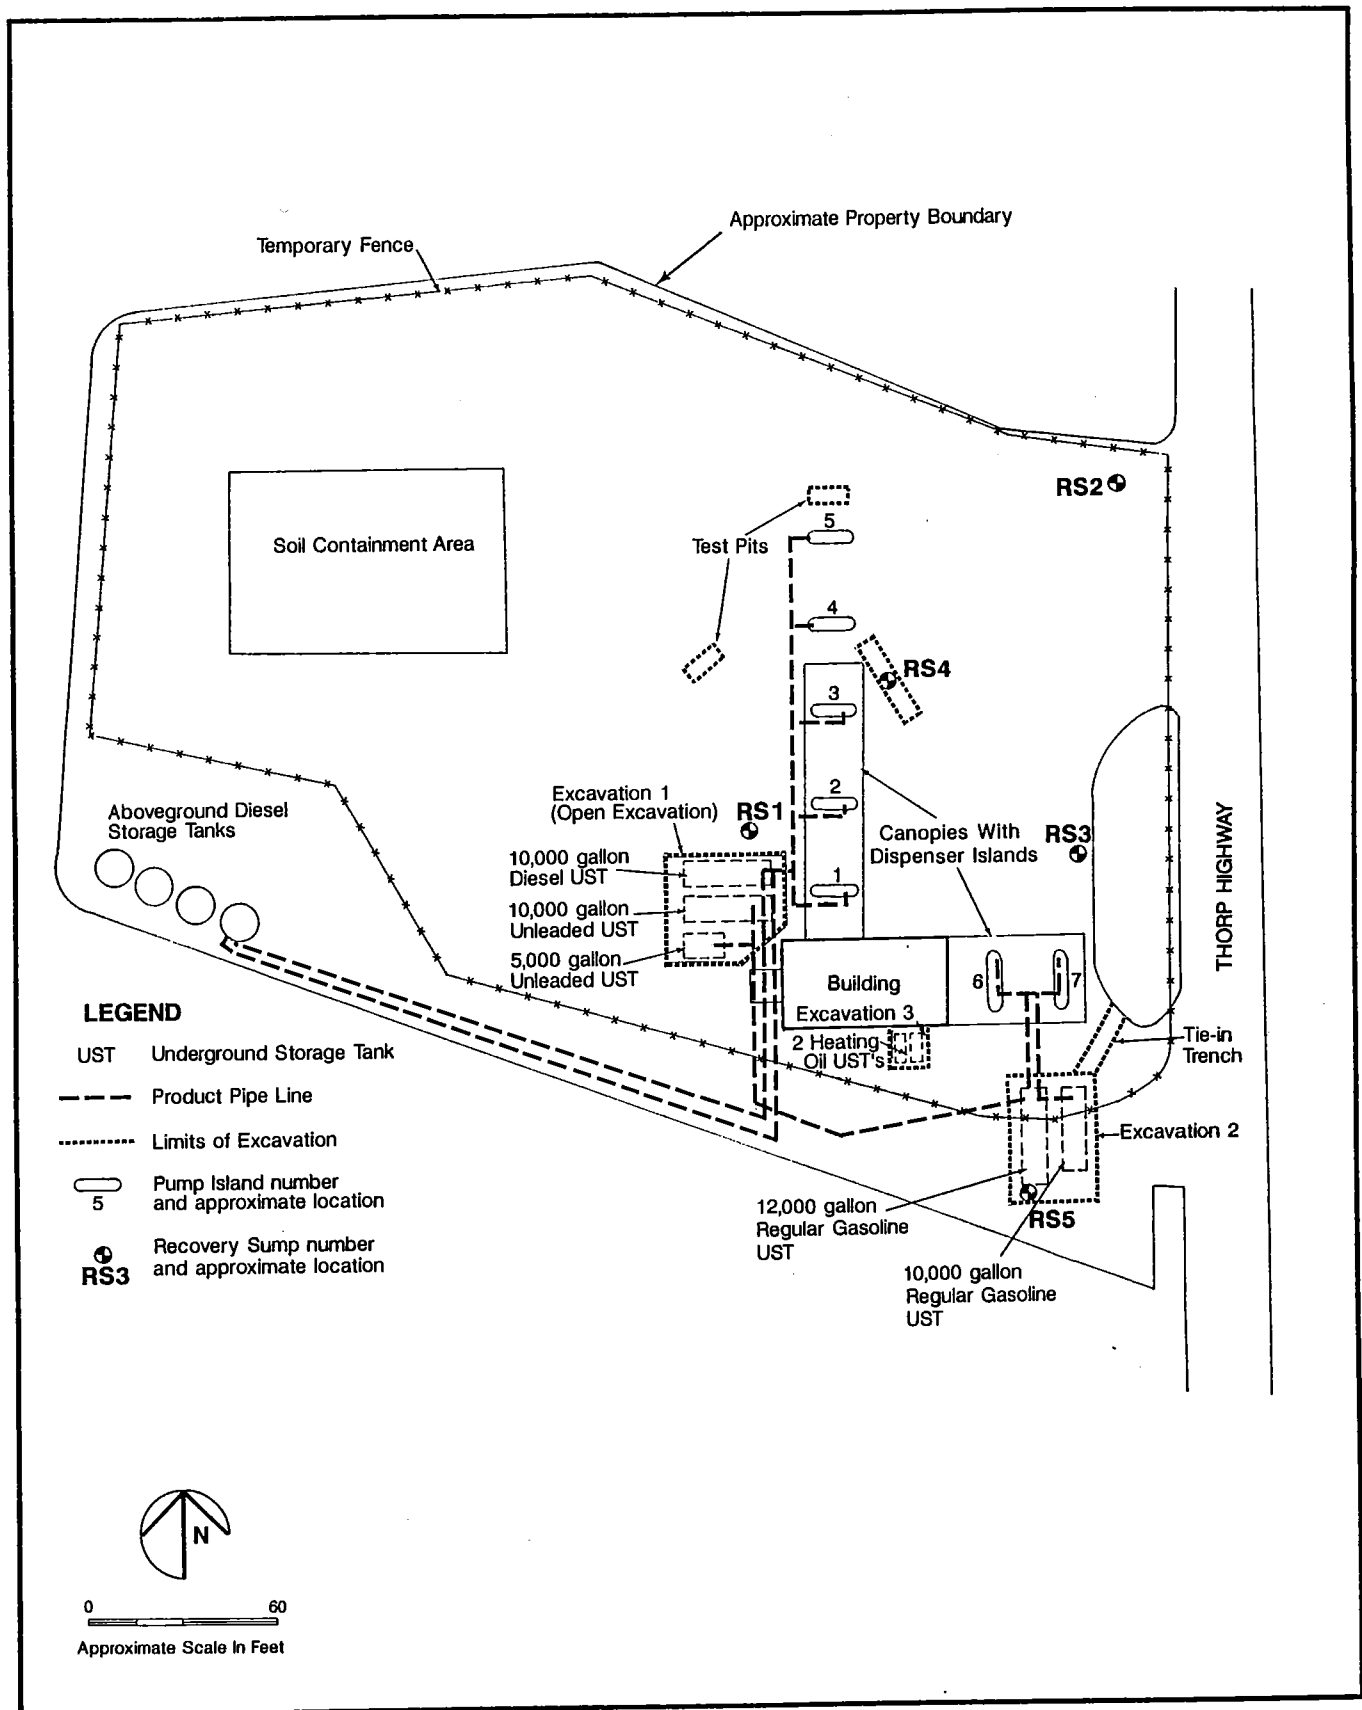 Approximate Property Boundary
Temporary Fence
RS2
5
Soil Containment Area
Test Pits
4
RS4
3
Excavation 1
(Open Excavation)
RS1
2
Aboveground Diesel
Storage Tanks
Canopies With
Dispenser Islands
RS3
THORP HIGHWAY
10,000 gallon
Diesel UST
1
10,000 gallon
Unleaded UST
5,000 gallon
Unleaded UST
Building
6
7
Excavation 3
2 Heating
Oil UST's
Tie-in
Trench
Excavation 2
RS5
12,000 gallon
Regular Gasoline
UST
10,000 gallon
Regular Gasoline
UST
LEGEND
UST Underground Storage Tank
Product Pipe Line
Limits of Excavation
5 Pump Island number
and approximate location
RS3 Recovery Sump number
and approximate location
N
0 60
Approximate Scale In Feet